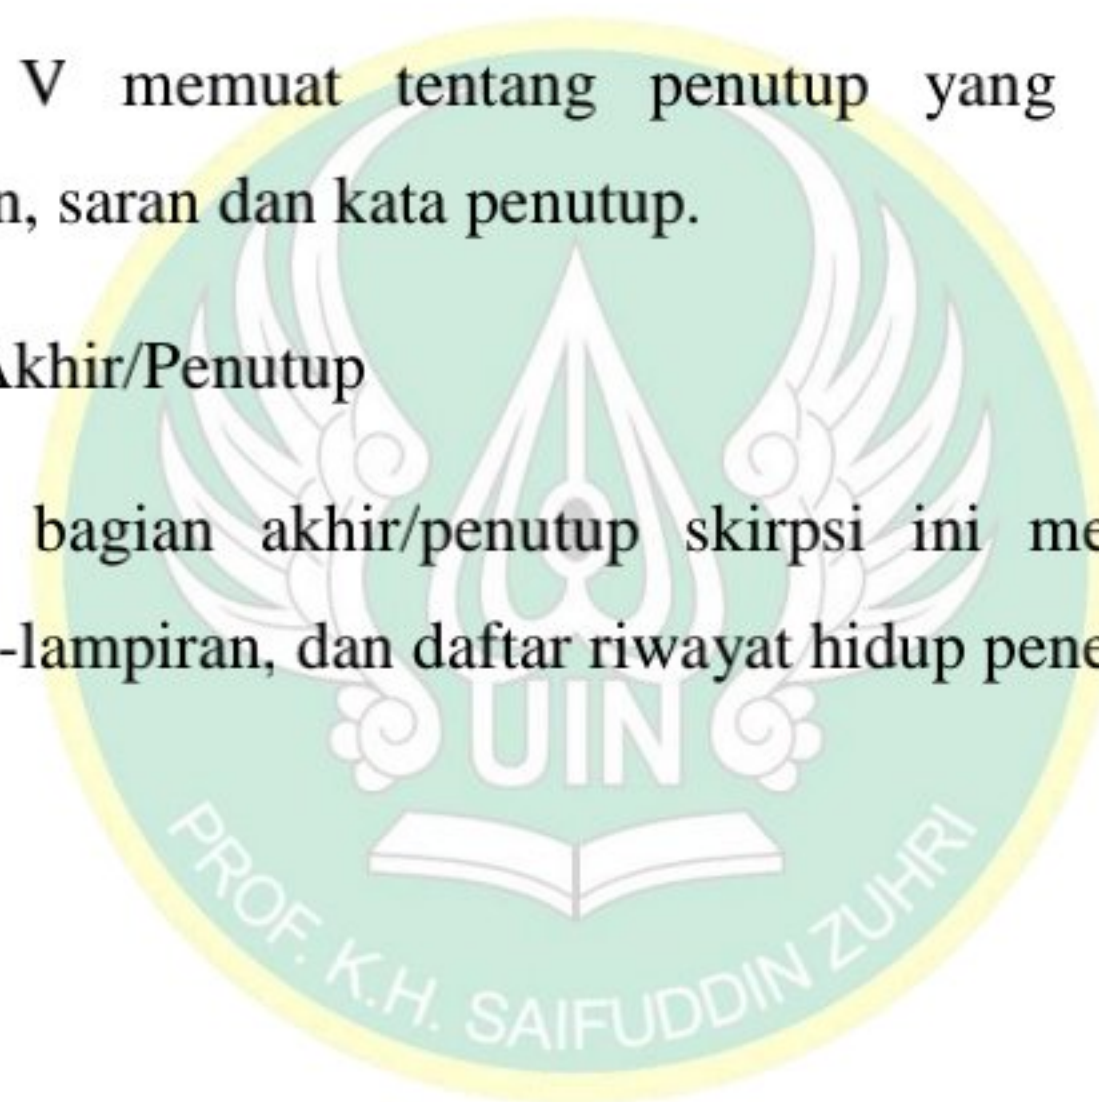 V memuat tentang penutup yang
n, saran dan kata penutup.
Akhir/Penutup
bagian akhir/penutup skirpsi ini me
-lampiran, dan daftar riwayat hidup pene
UIN
PROF. K.H. SAIFUDDIN ZUHRI